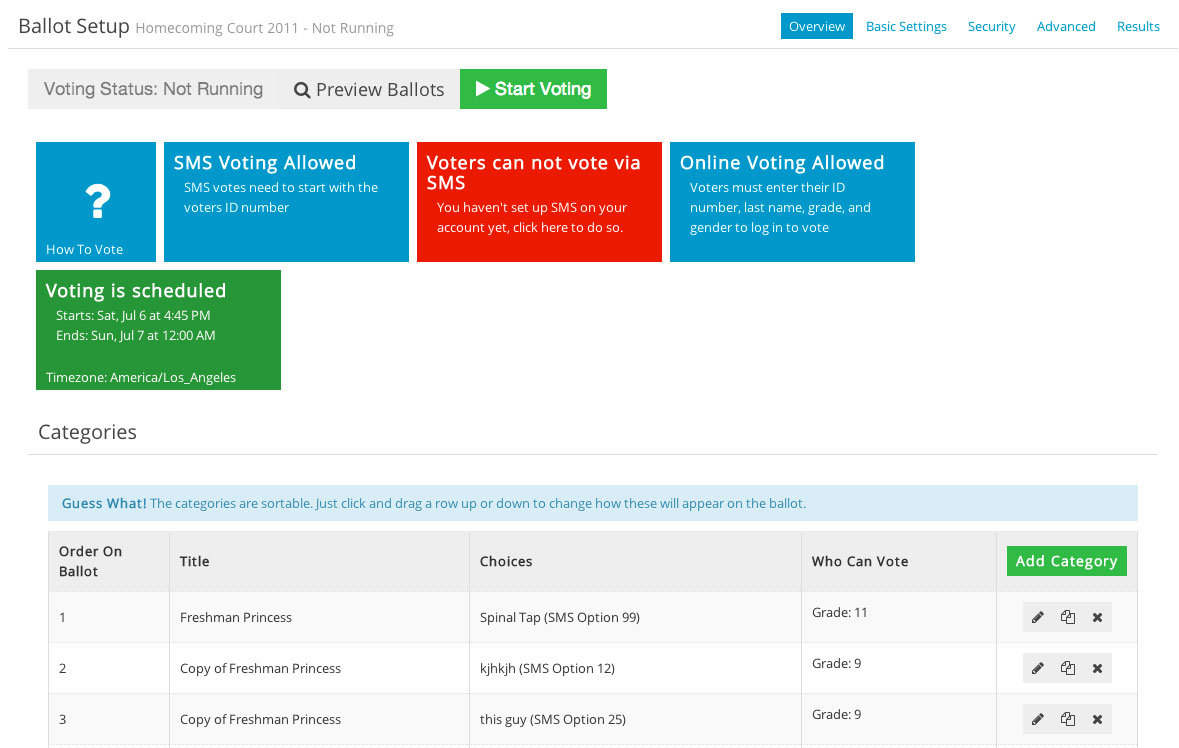 Ballot Setup Homecoming Court 2011 - Not Running
Overview Basic Settings Security Advanced Results
Voting Status: Not Running Preview Ballots Start Voting
?
How To Vote
SMS Voting Allowed
SMS votes need to start with the
voters ID number
Voters can not vote via
SMS
You haven't set up SMS on your
account yet, click here to do so.
Online Voting Allowed
Voters must enter their ID
number, last name, grade, and
gender to log in to vote
Voting is scheduled
Starts: Sat, Jul 6 at 4:45 PM
Ends: Sun, Jul 7 at 12:00 AM
Timezone: America/Los_Angeles
Categories
Guess What! The categories are sortable. Just click and drag a row up or down to change how these will appear on the ballot.
Order On
Ballot
Title
Choices
Who Can Vote
Add Category
1 Freshman Princess Spinal Tap (SMS Option 99) Grade: 11
2 Copy of Freshman Princess kjhkjh (SMS Option 12) Grade: 9
3 Copy of Freshman Princess this guy (SMS Option 25) Grade: 9